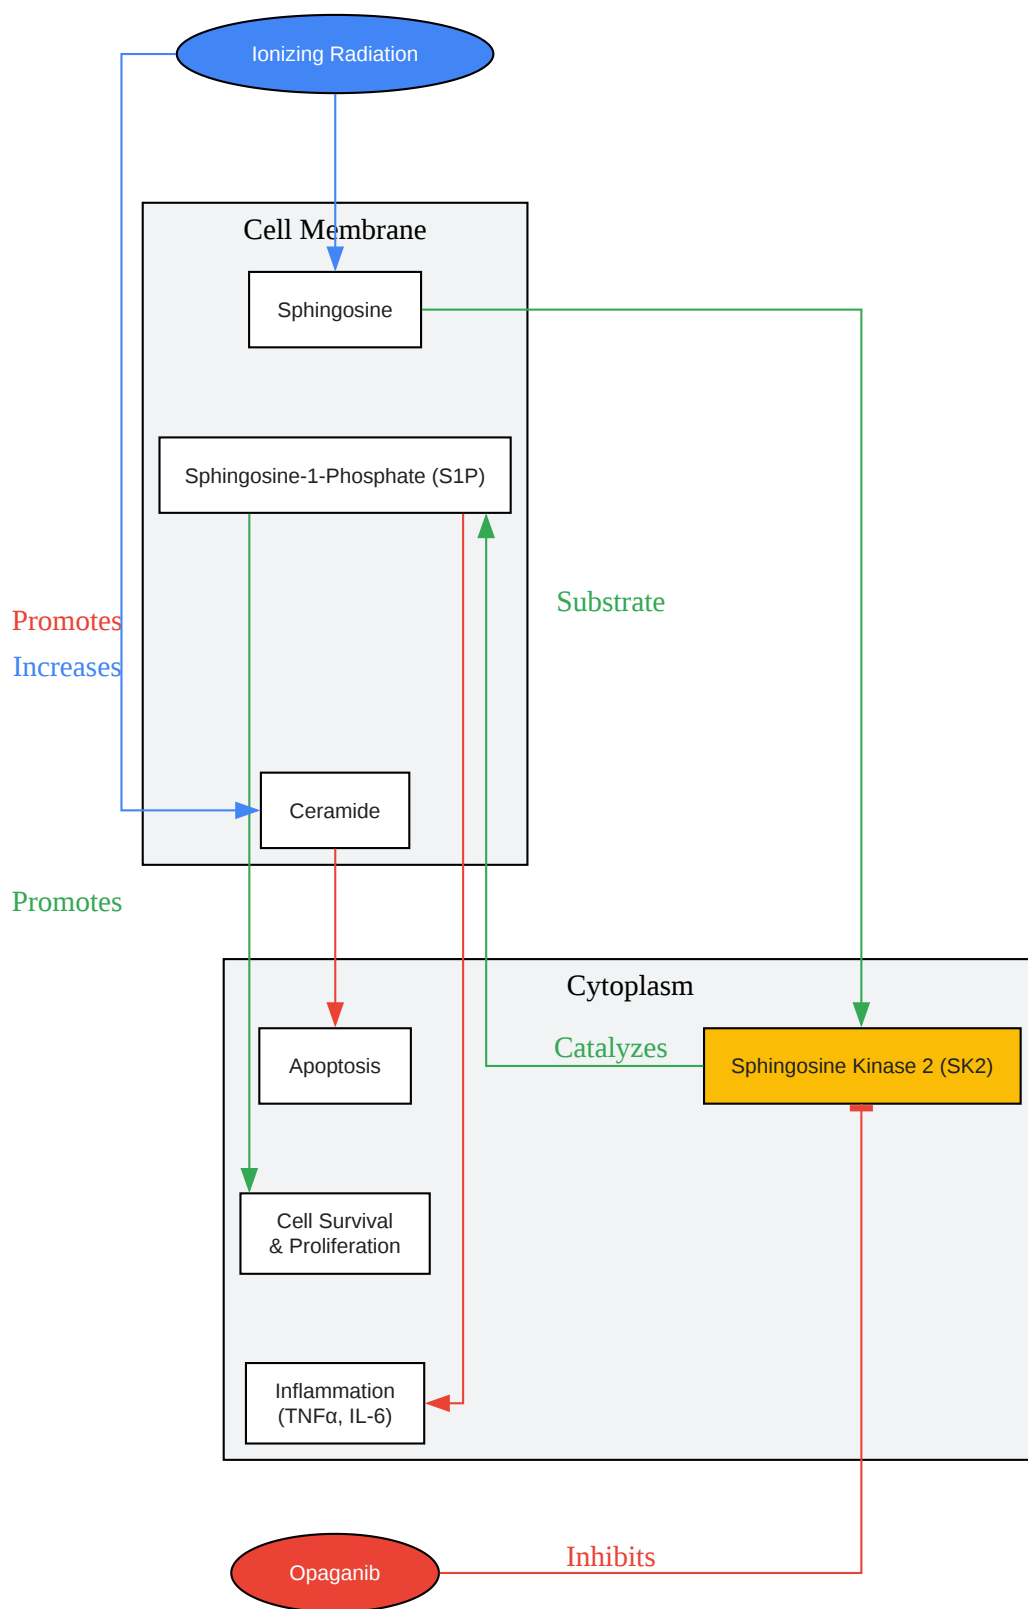 Ionizing Radiation
Cell Membrane
Sphingosine
Sphingosine-1-Phosphate (S1P)
Substrate
Promotes
Increases
Ceramide
Promotes
Cytoplasm
Catalyzes
Apoptosis
Sphingosine Kinase 2 (SK2)
Cell Survival
& Proliferation
Inflammation
(TNFα, IL-6)
Inhibits
Opaganib